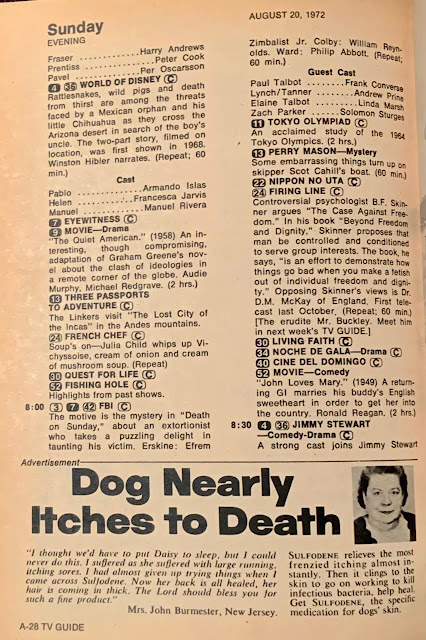 Sunday
EVENING
AUGUST 20, 1972
Fraser ....................Harry Andrews
Prentiss ....................Peter Cook
Pavel ....................Per Oscarsson
4 36 WORLD OF DISNEY C
Rattlesnakes, wild pigs and death
from thirst are among the threats
faced by a Mexican orphan and his
little Chihuahua as they cross the
Arizona desert in search of the boy's
uncle. The two-part story, filmed on
location, was first shown in 1968.
Winston Hibler narrates. (Repeat; 60
min.)
Cast
Pablo ....................Armando Islas
Helen ....................Francesca Jarvis
Manuel ....................Manuel Rivera
7 EYEWITNESS C
9 MOVIE—Drama
"The Quiet American." (1958) An in-
teresting, though compromising,
adaptation of Graham Greene's nov-
el about the clash of ideologies in
a remote corner of the globe. Audie
Murphy, Michael Redgrave. (2 hrs.)
13 THREE PASSPORTS
TO ADVENTURE C
The Linkers visit "The Lost City of
the Incas" in the Andes mountains.
24 FRENCH CHEF C
Soup's on—Julia Child whips up Vi-
chyssoise, cream of onion and cream
of mushroom soup. (Repeat)
30 QUEST FOR LIFE C
52 FISHING HOLE C
Highlights from past shows.
8:00 3 7 42 FBI C
The motive is the mystery in "Death
on Sunday," about an extortionist
who takes a puzzling delight in
taunting his victim. Erskine: Efrem
Zimbalist Jr. Colby: William Reyn-
olds. Ward: Philip Abbott. (Repeat;
60 min.)
Guest Cast
Paul Talbot ..........Frank Converse
Lynch/Tanner ..........Andrew Prine
Elaine Talbot ..........Linda Marsh
Zach Parker ..........Solomon Sturges
11 TOKYO OLYMPIAD C
An acclaimed study of the 1964
Tokyo Olympics. (2 hrs.)
13 PERRY MASON—Mystery
Some embarrassing things turn up on
skipper Scot Cahill's boat. (60 min.)
22 NIPPON NO UTA C
24 FIRING LINE C
Controversial psychologist B.F. Skin-
ner argues "The Case Against Free-
dom." In his book "Beyond Freedom
and Dignity," Skinner proposes that
man be controlled and conditioned
to serve group interests. The book, he
says, "is an effort to demonstrate how
things go bad when you make a fetish
out of individual freedom and digni-
ty." Opposing Skinner's views is Dr.
D.M. McKay of England, First tele-
cast last October, (Repeat; 60 min.)
[The erudite Mr. Buckley. Meet him
in next week's TV GUIDE.]
30 LIVING FAITH C
34 NOCHE DE GALA—Drama C
40 CINE DEL DOMINGO C
52 MOVIE—Comedy
"John Loves Mary." (1949) A return-
ing GI marries his buddy's English
sweetheart in order to get her into
the country. Ronald Reagan. (2 hrs.)
8:30 4 36 JIMMY STEWART
—Comedy-Drama C
A strong cast joins Jimmy Stewart
Advertisement
Dog Nearly
Itches to Death
"I thought we'd have to put Daisy to sleep, but I could
never do this. I suffered as she suffered with large running,
itching sores. I had almost given up trying things when I
came across Sulfodene. Now her back is all healed, her
hair is coming in thick. The Lord should bless you for
such a fine product."
Mrs. John Burmester, New Jersey.
SULFODENE relieves the most
frenzied itching almost in-
stantly. Then it clings to the
skin to go on working to kill
infectious bacteria, help heal.
Get SULFODENE, the specific
medication for dogs' skin.
A-28 TV GUIDE